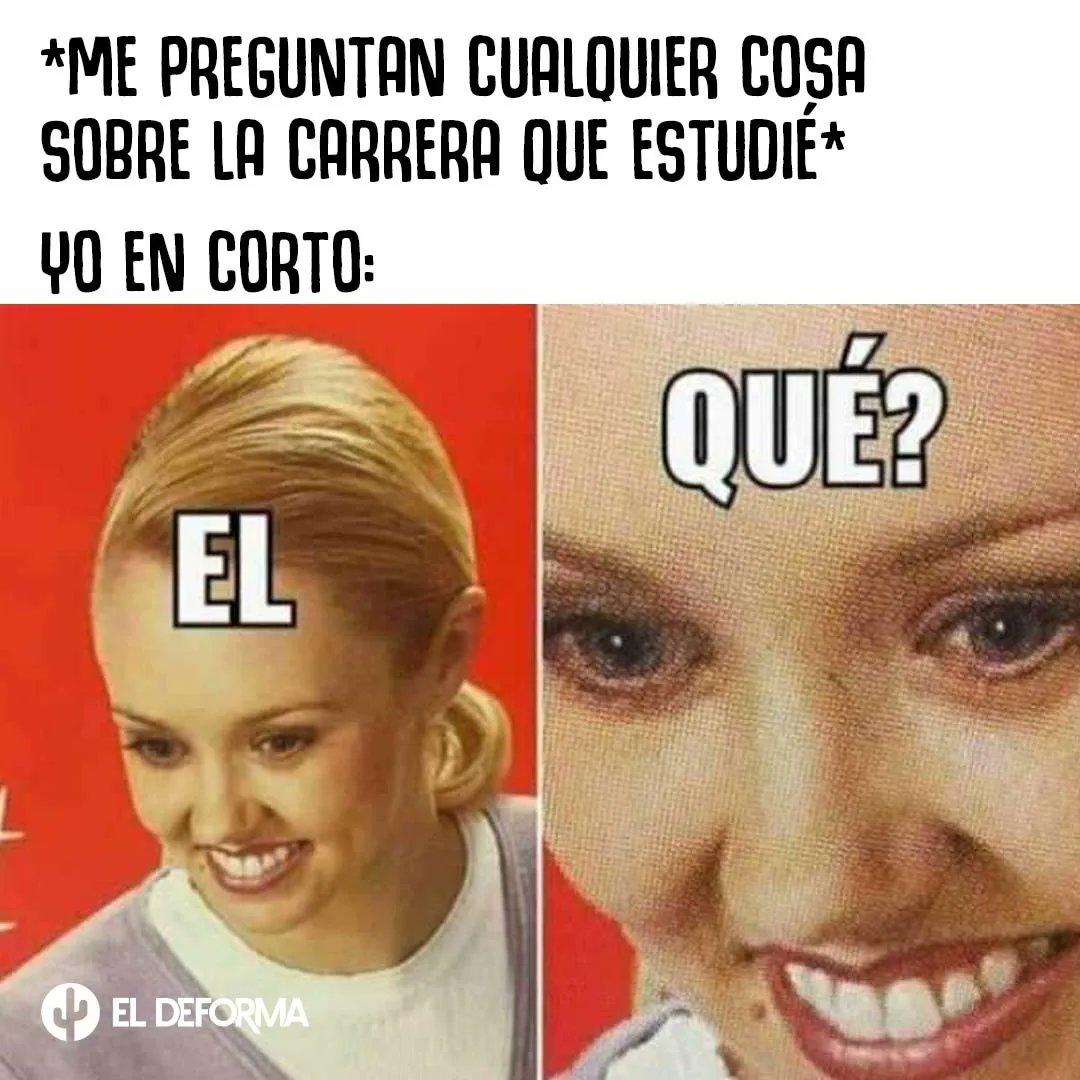 *ME PREGUNTAN CUALQUIER COSA
SOBRE LA CARRERA QUE ESTUDIÉ*
YO EN CORTO:
EL
QUÉ?
EL DEFORMA